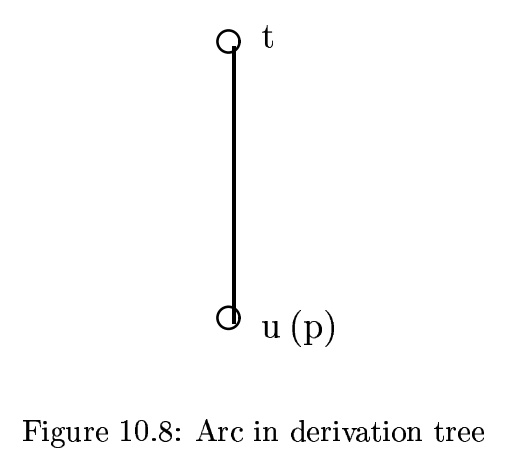 t
u (p)
Figure 10.8: Arc in derivation tree